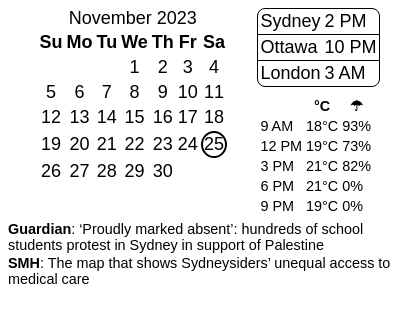 November 2023
Su Mo Tu We Th Fr Sa
1 2 3 4
5 6 7 8 9 10 11
12 13 14 15 16 17 18
19 20 21 22 23 24 25
26 27 28 29 30
Sydney 2 PM
Ottawa 10 PM
London 3 AM
°C ☂
9 AM 18°C 93%
12 PM 19°C 73%
3 PM 21°C 82%
6 PM 21°C 0%
9 PM 19°C 0%
Guardian: ‘Proudly marked absent’: hundreds of school
students protest in Sydney in support of Palestine
SMH: The map that shows Sydneysiders’ unequal access to
medical care